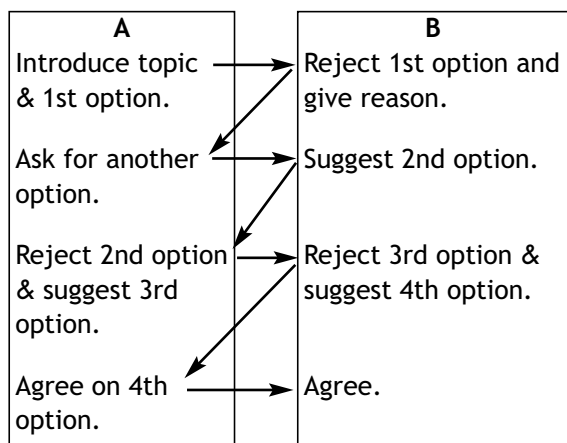 A
Introduce topic
& 1st option.
Ask for another
option.
Reject 2nd option
& suggest 3rd
option.
Agree on 4th
option.
B
Reject 1st option and
give reason.
Suggest 2nd option.
Reject 3rd option &
suggest 4th option.
Agree.